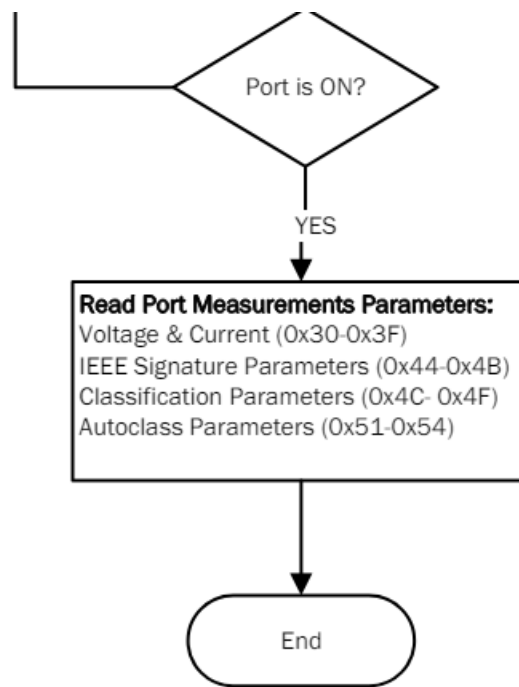 Port is ON?
YES
Read Port Measurements Parameters:
Voltage & Current (0x30-0x3F)
IEEE Signature Parameters (0x44-0x4B)
Classification Parameters (0x4C- 0x4F)
Autoclass Parameters (0x51-0x54)
End